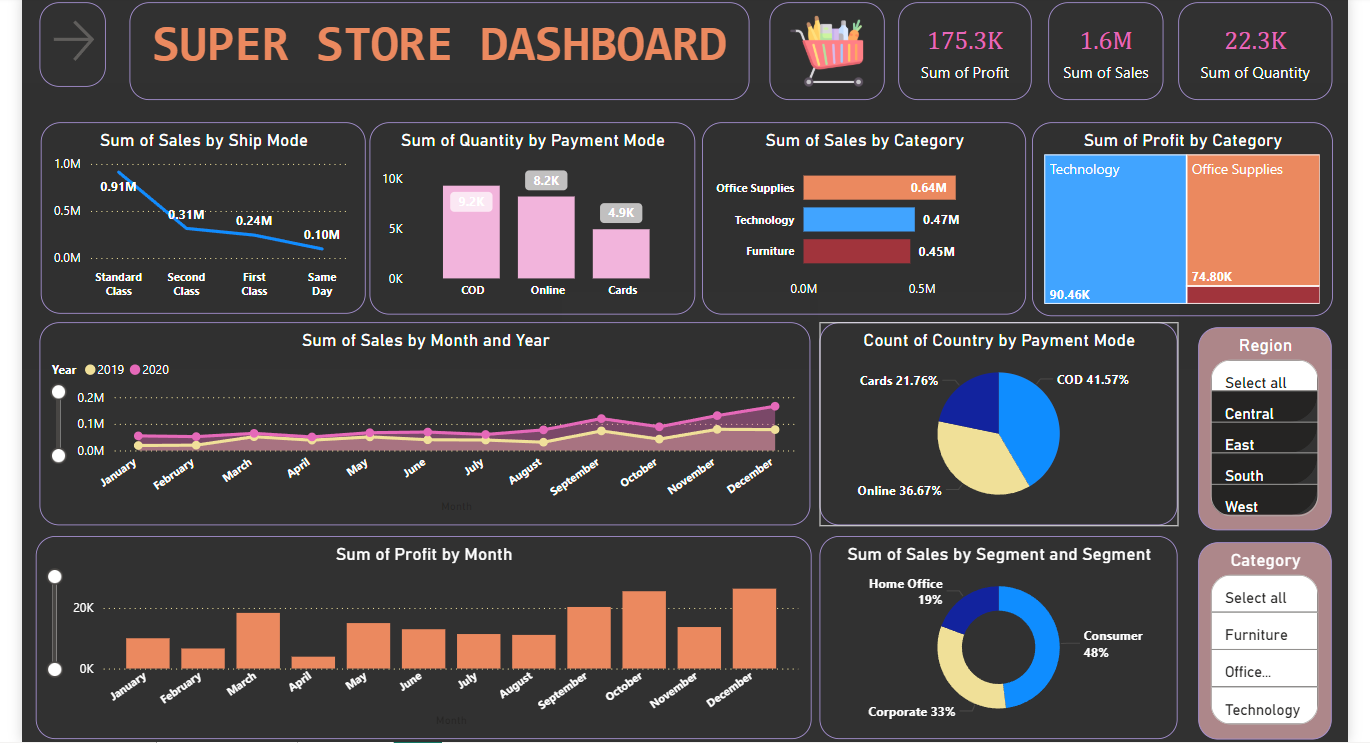 SUPER STORE DASHBOARD
175.3K
Sum of Profit
1.6M
Sum of Sales
22.3K
Sum of Quantity
Sum of Sales by Ship Mode
1.0M
0.5M
0.0M
0.91M
0.31M
0.24M
0.10M
Standard
Class
Second
Class
First
Class
Same
Day
Sum of Quantity by Payment Mode
10K
5K
0K
9.2K
8.2K
4.9K
COD
Online
Cards
Sum of Sales by Category
Office Supplies
0.64M
Technology
0.47M
Furniture
0.45M
0.0M
0.5M
Sum of Profit by Category
Technology
90.46K
Office Supplies
74.80K
Sum of Sales by Month and Year
Year 2019 2020
0.2M
0.1M
0.0M
January
February
March
April
May
June
July
August
September
October
November
December
Month
Count of Country by Payment Mode
Cards 21.76%
COD 41.57%
Online 36.67%
Region
Select all
Central
East
South
West
Sum of Profit by Month
20K
0K
January
February
March
April
May
June
July
August
September
October
November
December
Month
Sum of Sales by Segment and Segment
Home Office
19%
Consumer
48%
Corporate 33%
Category
Select all
Furniture
Office...
Technology